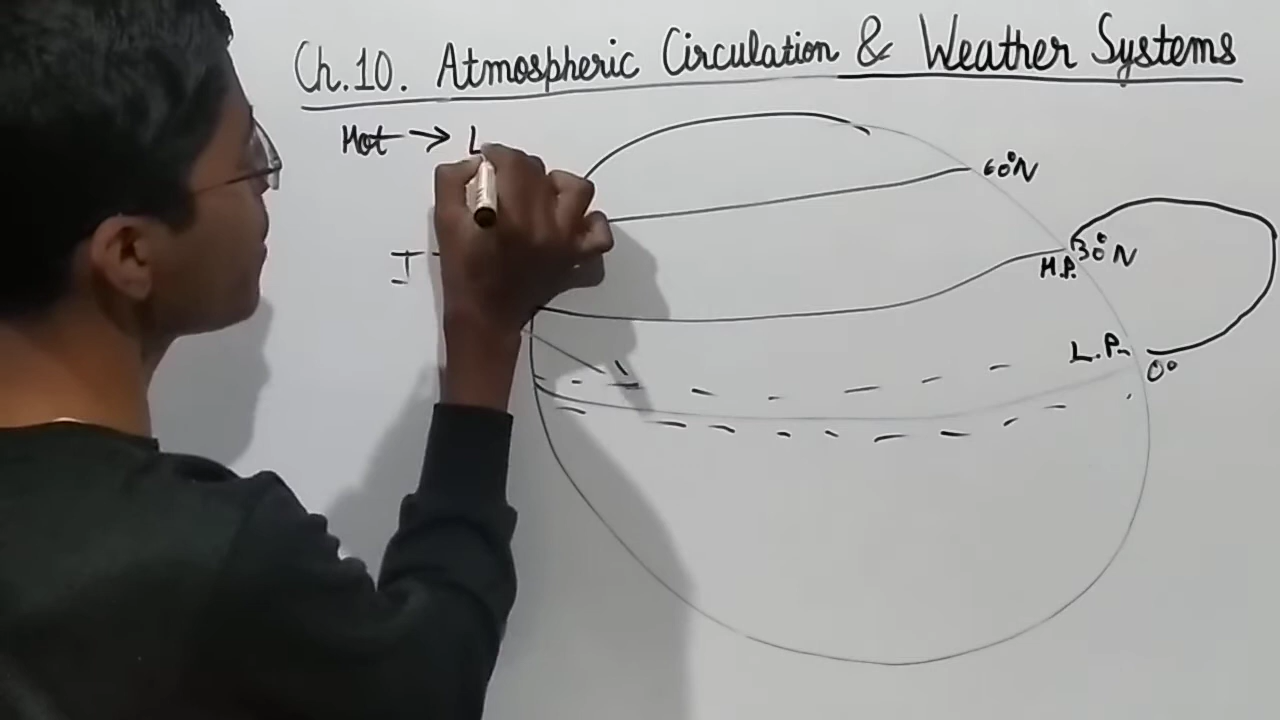 Ch.10. Atmospheric Circulation & Weather Systems
Hot → L
60°N
30°N
H.P.
I
L.P.
0°